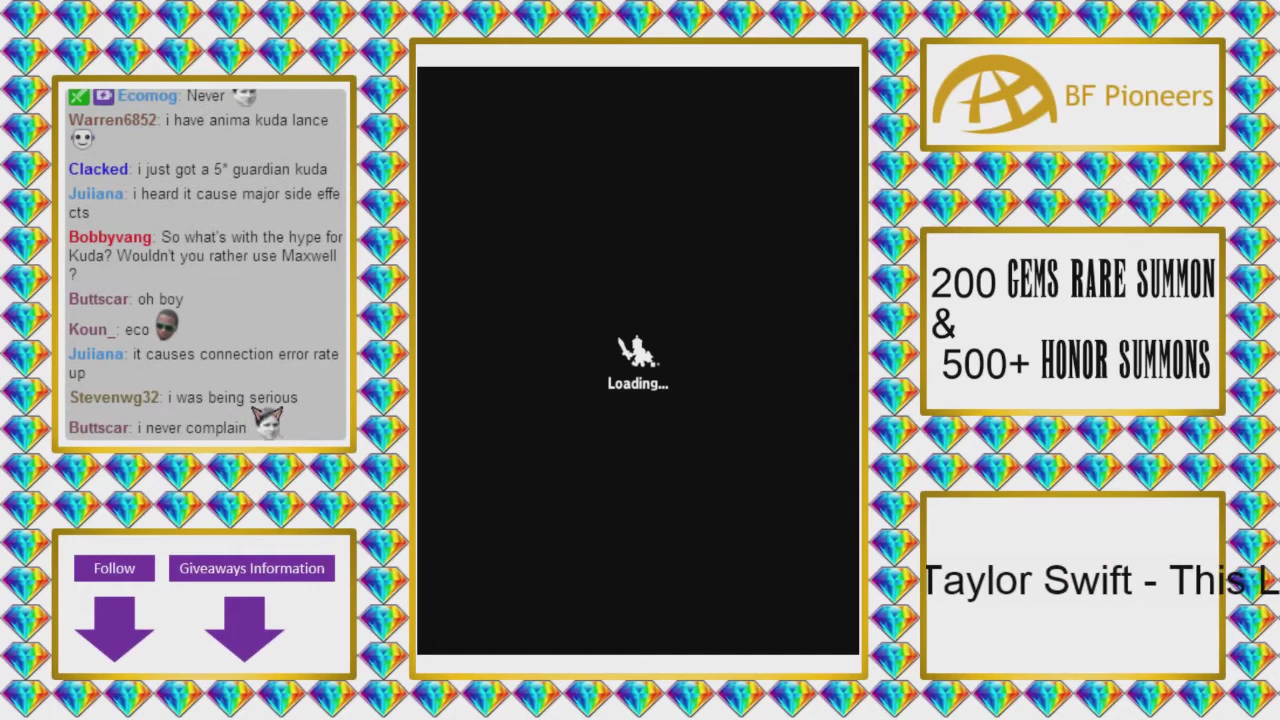 Ecomog: Never
Warren6852: i have anima kuda lance
Clacked: i just got a 5* guardian kuda
Juiiana: i heard it cause major side effe
cts
Bobbyvang: So what's with the hype for
Kuda? Wouldn't you rather use Maxwell
?
Buttscar: oh boy
Koun_: eco
Juiiana: it causes connection error rate
up
Stevenwg32: i was being serious
Buttscar: i never complain
Follow
Giveaways Information
Loading...
BF Pioneers
200 GEMS RARE SUMMON
&
500+ HONOR SUMMONS
Taylor Swift - This L